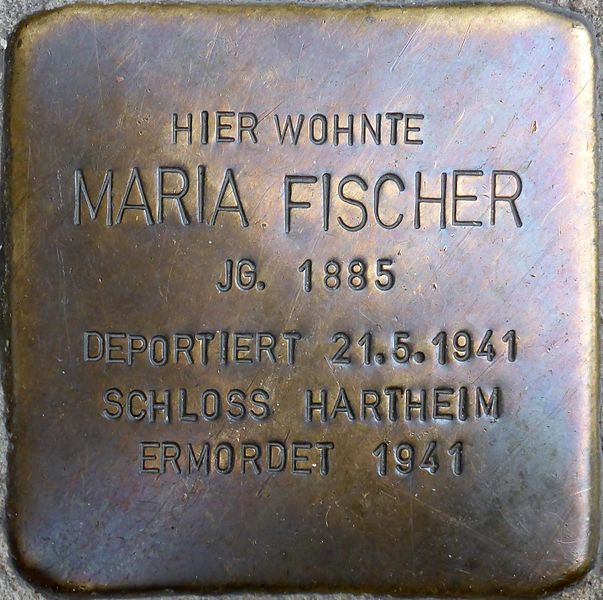 HIER WOHNTE
MARIA FISCHER
JG. 1885
DEPORTIERT 21.5.1941
SCHLOSS HARTHEIM
ERMORDET 1941